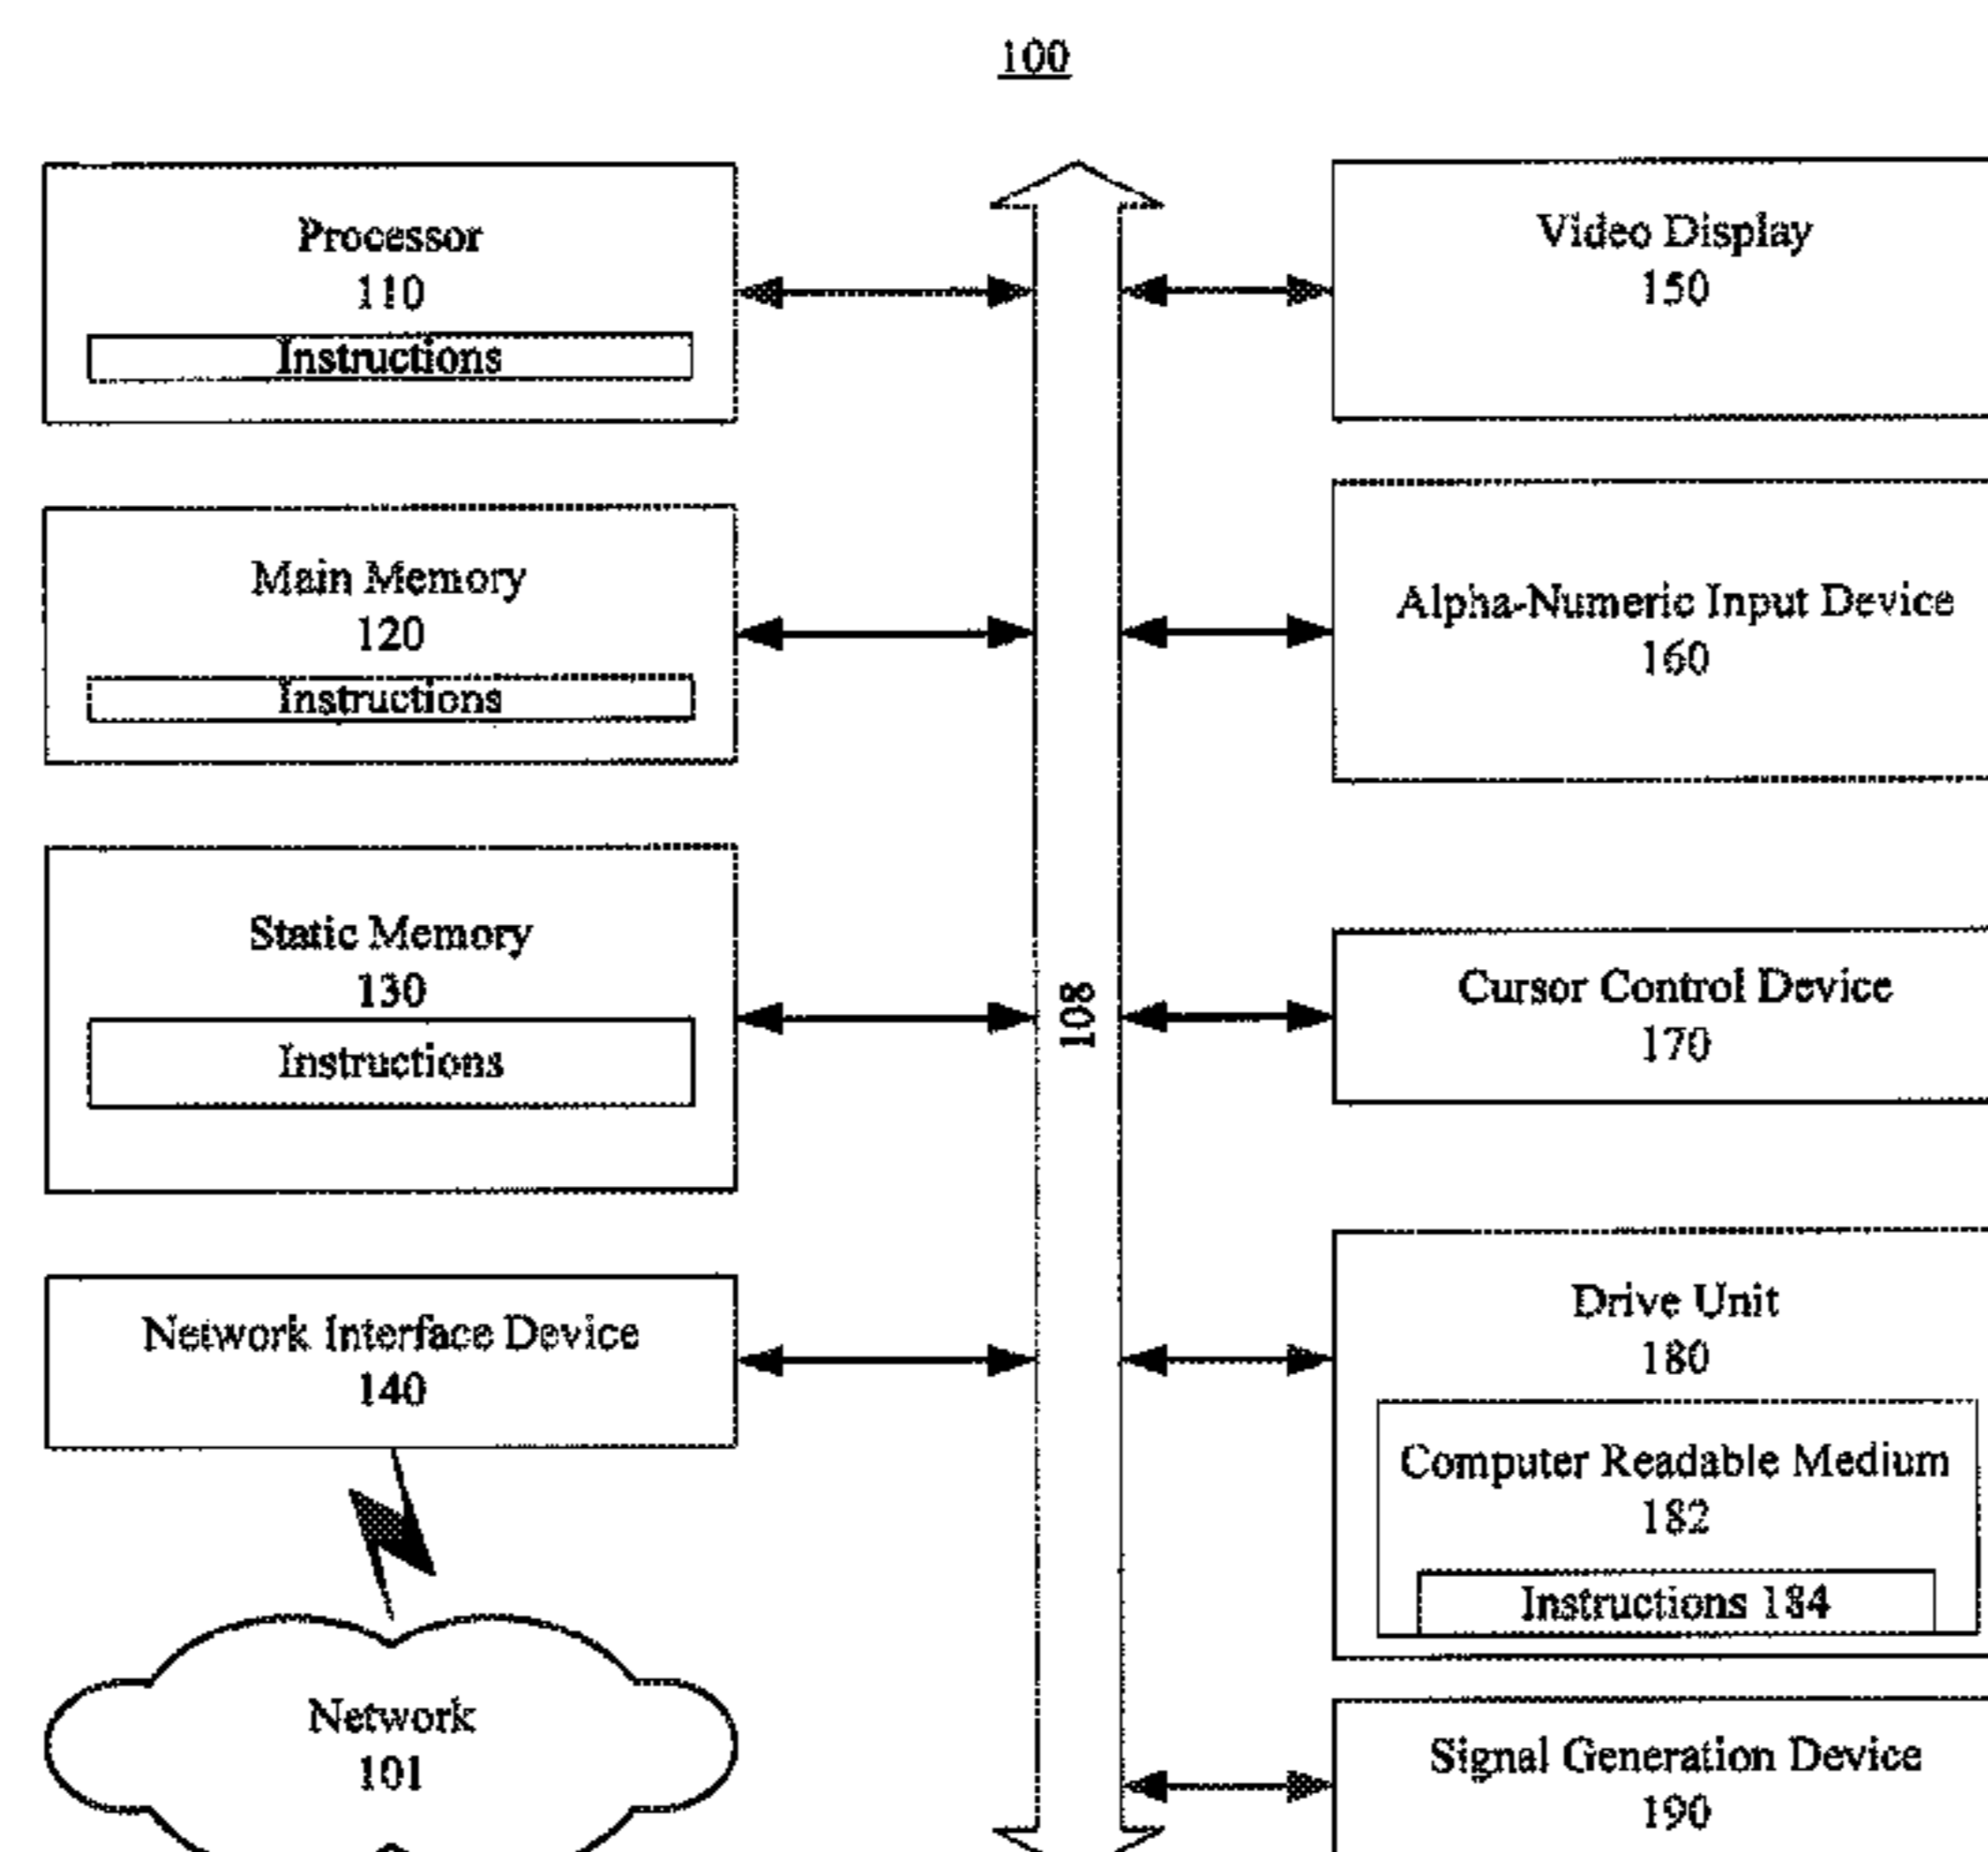 100
Processor
110
Instructions
Main Memory
120
Instructions
Static Memory
130
Instructions
Network Interface Device
140
Network
101
108
Video Display
150
Alpha-Numeric Input Device
160
Cursor Control Device
170
Drive Unit
180
Computer Readable Medium
182
Instructions 184
Signal Generation Device
190